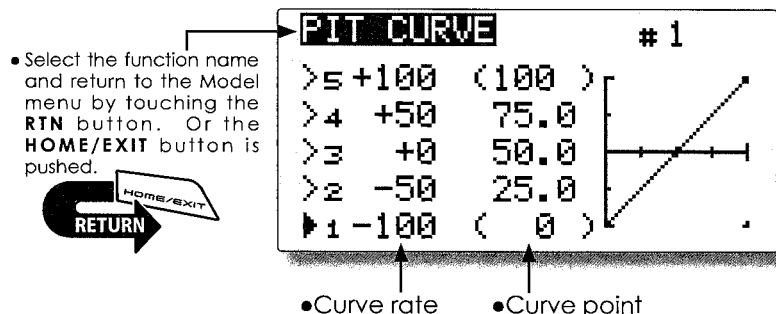 PIT CURVE #1
• Select the function name
and return to the Model
menu by touching the
RTN button. Or the
HOME/EXIT button is
pushed.
HOME/EXIT
RETURN
>5 +100 (100 )
>4 +50 75.0
>3 +0 50.0
>2 -50 25.0
▶1 -100 ( 0 )
•Curve rate •Curve point